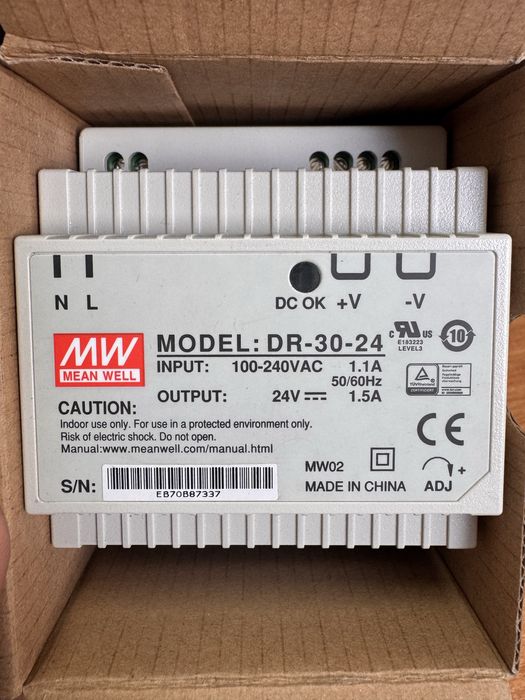 N L DC OK +V -V
MW
MEAN WELL
MODEL: DR-30-24
INPUT: 100-240VAC 1.1A
50/60Hz
OUTPUT: 24V 1.5A
c UL US
E183223
LEVEL3
10
CAUTION:
Indoor use only. For use in a protected environment only.
Risk of electric shock. Do not open.
Manual:www.meanwell.com/manual.html
CE
S/N:
EB70B87337
MW02
MADE IN CHINA
ADJ
+